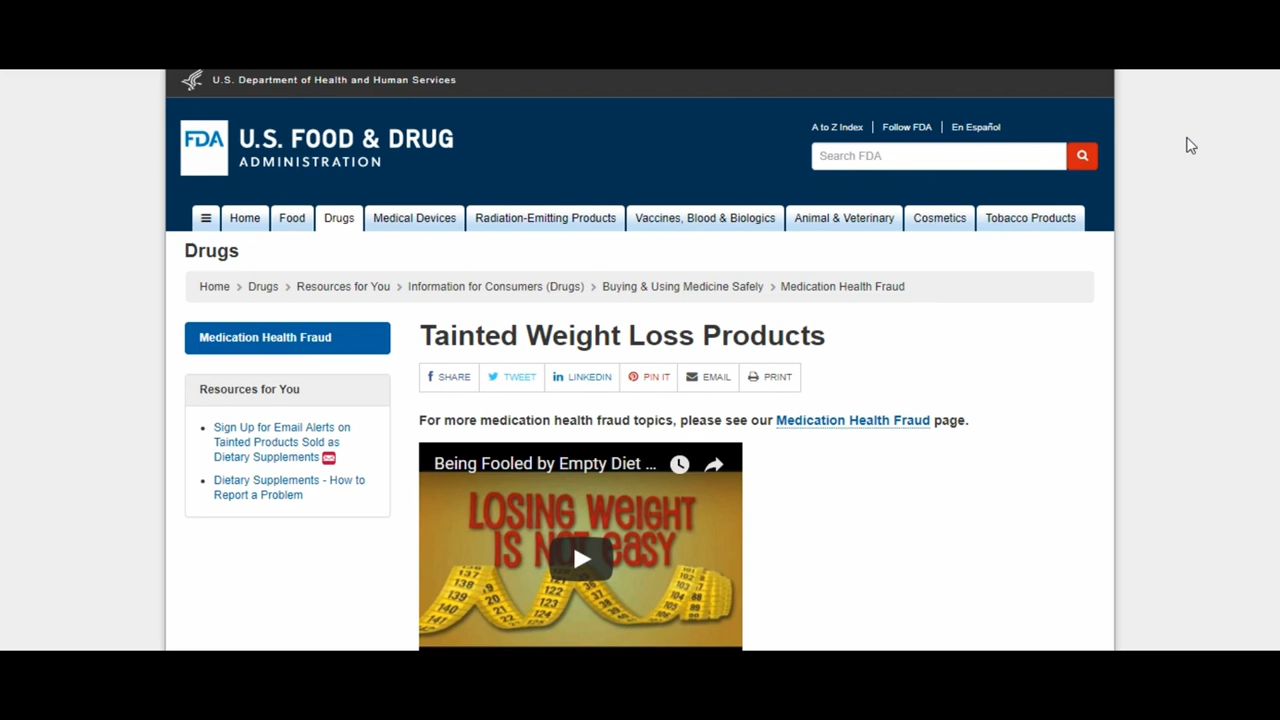 U.S. Department of Health and Human Services
FDA
U.S. FOOD & DRUG
ADMINISTRATION
A to Z Index
Follow FDA
En Español
Search FDA
Home
Food
Drugs
Medical Devices
Radiation-Emitting Products
Vaccines, Blood & Biologics
Animal & Veterinary
Cosmetics
Tobacco Products
Drugs
Home > Drugs > Resources for You > Information for Consumers (Drugs) > Buying & Using Medicine Safely > Medication Health Fraud
Medication Health Fraud
Resources for You
Sign Up for Email Alerts on
Tainted Products Sold as
Dietary Supplements
Dietary Supplements - How to
Report a Problem
Tainted Weight Loss Products
SHARE
TWEET
LINKEDIN
PIN IT
EMAIL
PRINT
For more medication health fraud topics, please see our Medication Health Fraud page.
Being Fooled by Empty Diet ...
LOSING WEIGHT
IS NOT EASY